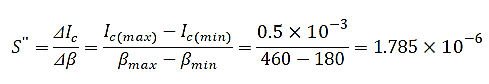 S" = ΔI_c / Δβ = (I_c(max) − I_c(min)) / (β_max − β_min) = (0.5 × 10^−3) / (460 − 180) = 1.785 × 10^−6